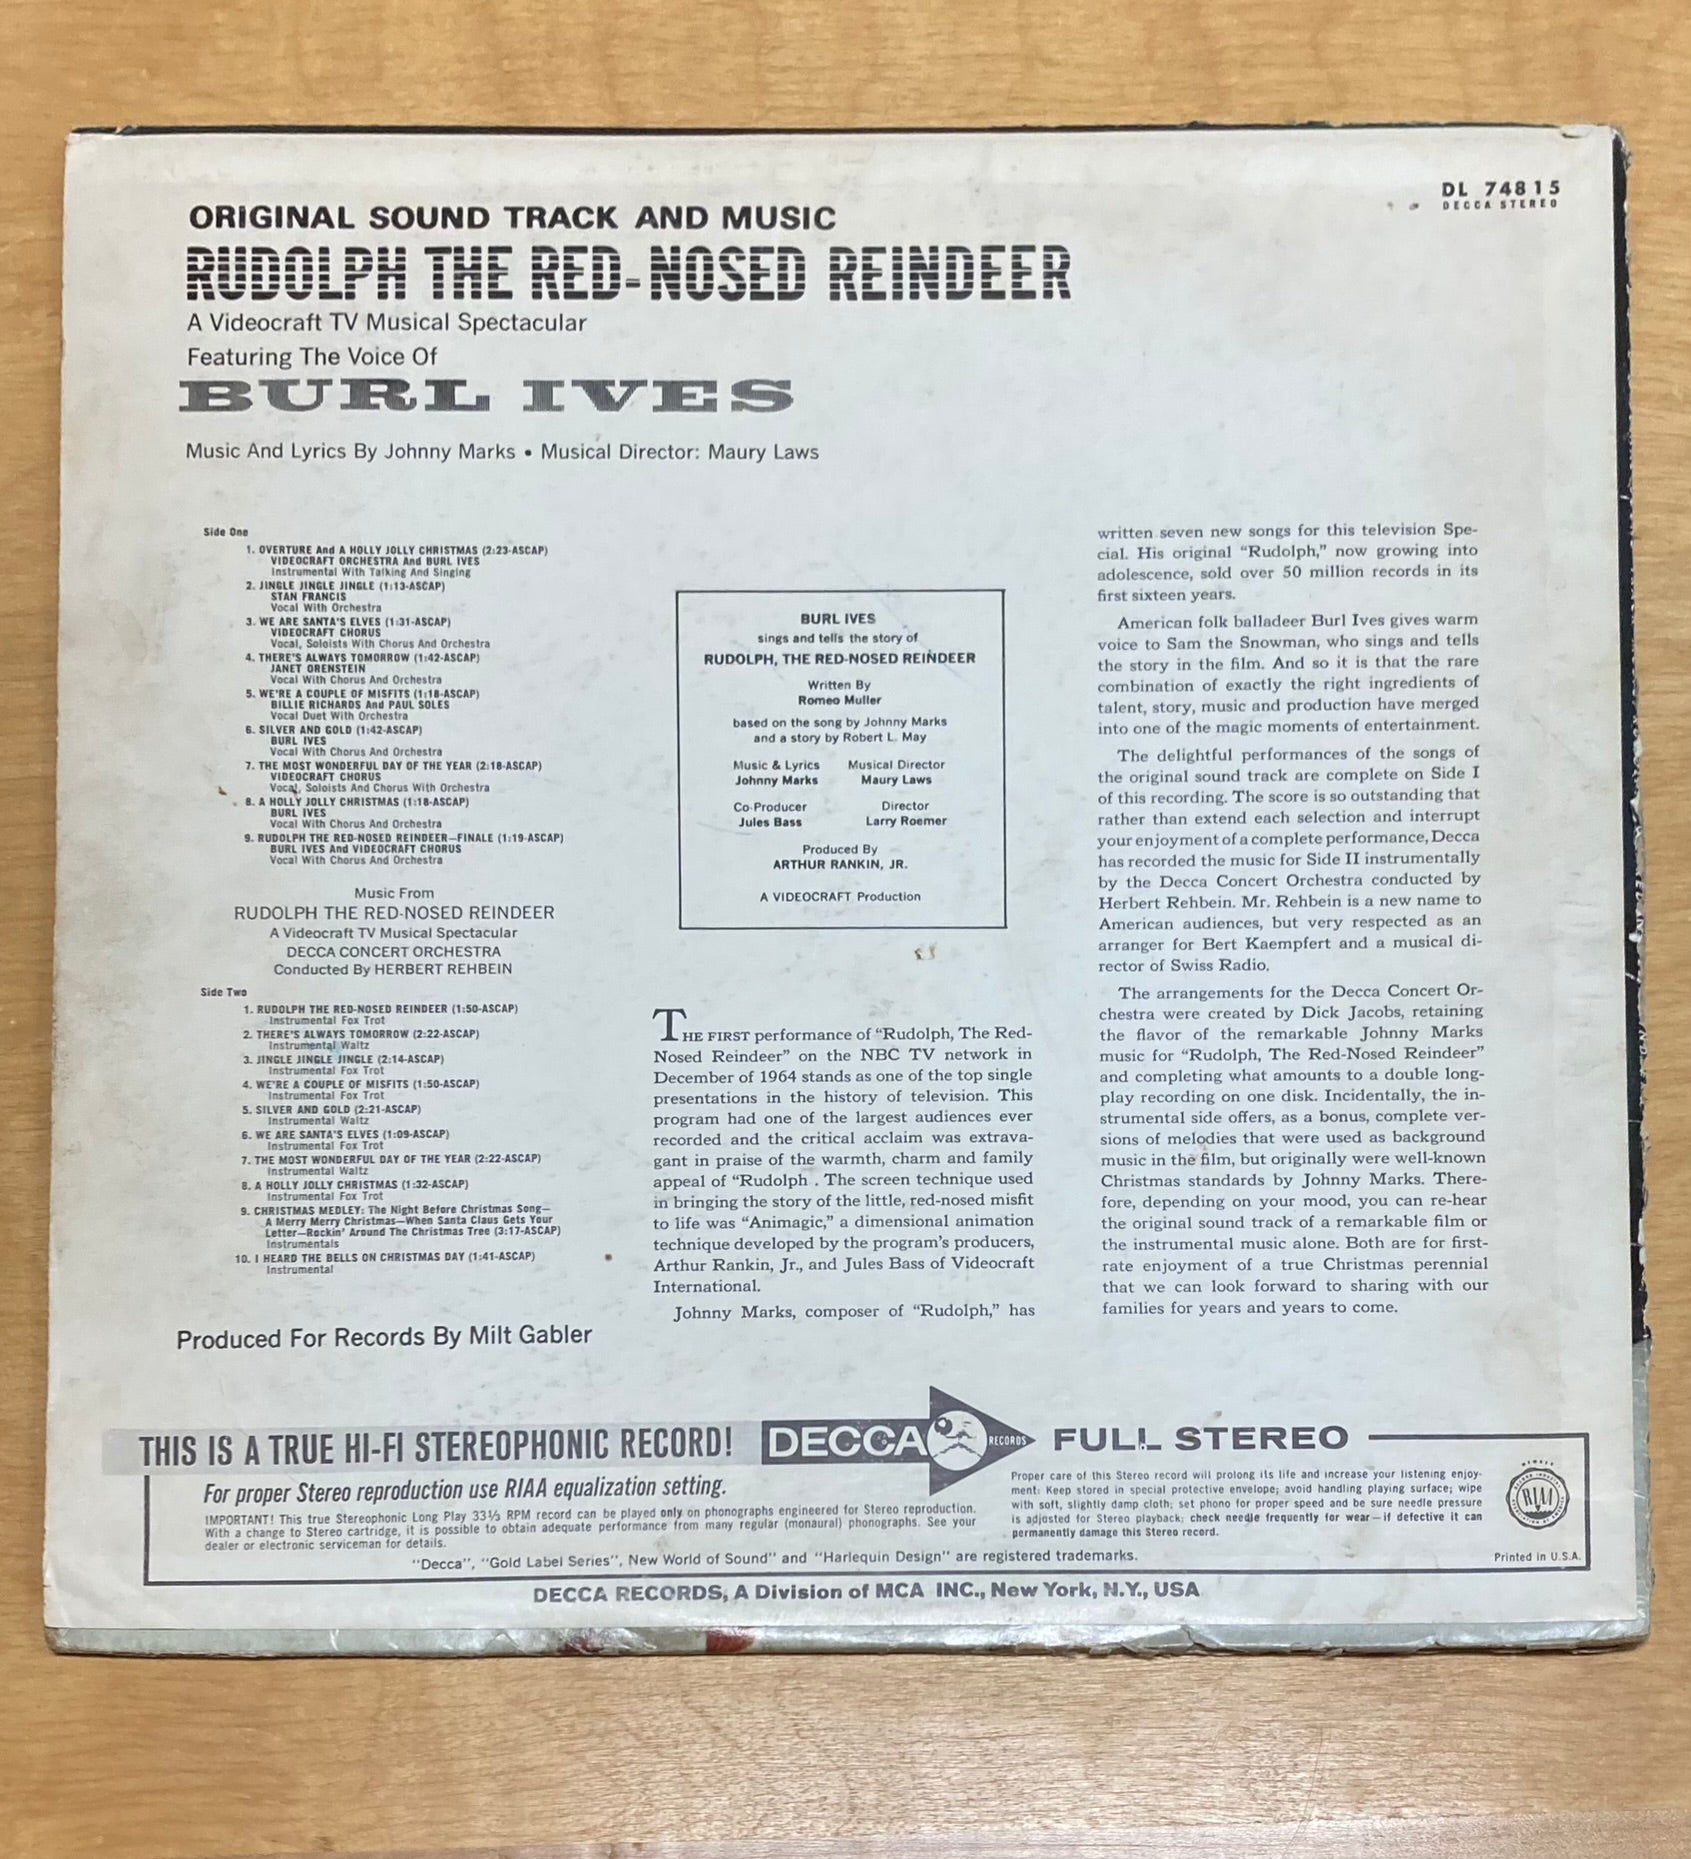 DL 74815
DECCA STEREO
ORIGINAL SOUND TRACK AND MUSIC
RUDOLPH THE RED-NOSED REINDEER
A Videocraft TV Musical Spectacular
Featuring The Voice Of
BURL IVES
Music And Lyrics By Johnny Marks • Musical Director: Maury Laws
Side One
1. OVERTURE And A HOLLY JOLLY CHRISTMAS (2:23-ASCAP)
VIDEOCRAFT ORCHESTRA And BURL IVES
Instrumental With Talking And Singing
2. JINGLE JINGLE JINGLE (1:13-ASCAP)
STAN FRANCIS
Vocal With Orchestra
3. WE ARE SANTA'S ELVES (1:31-ASCAP)
VIDEOCRAFT CHORUS
Vocal, Soloists With Chorus And Orchestra
4. THERE'S ALWAYS TOMORROW (1:42-ASCAP)
JANET ORENSTEIN
Vocal With Chorus And Orchestra
5. WE'RE A COUPLE OF MISFITS (1:18-ASCAP)
BILLIE RICHARDS And PAUL SOLES
Vocal Duet With Orchestra
6. SILVER AND GOLD (1:42-ASCAP)
BURL IVES
Vocal With Chorus And Orchestra
7. THE MOST WONDERFUL DAY OF THE YEAR (2:18-ASCAP)
VIDEOCRAFT CHORUS
Vocal, Soloists And Chorus With Orchestra
8. A HOLLY JOLLY CHRISTMAS (1:18-ASCAP)
BURL IVES
Vocal With Chorus And Orchestra
9. RUDOLPH THE RED-NOSED REINDEER—FINALE (1:19-ASCAP)
BURL IVES And VIDEOCRAFT CHORUS
Vocal With Chorus And Orchestra
Music From
RUDOLPH THE RED-NOSED REINDEER
A Videocraft TV Musical Spectacular
DECCA CONCERT ORCHESTRA
Conducted By HERBERT REHBEIN
Side Two
1. RUDOLPH THE RED-NOSED REINDEER (1:50-ASCAP)
Instrumental Fox Trot
2. THERE'S ALWAYS TOMORROW (2:22-ASCAP)
Instrumental Waltz
3. JINGLE JINGLE JINGLE (2:14-ASCAP)
Instrumental Fox Trot
4. WE'RE A COUPLE OF MISFITS (1:50-ASCAP)
Instrumental Fox Trot
5. SILVER AND GOLD (2:21-ASCAP)
Instrumental Waltz
6. WE ARE SANTA'S ELVES (1:09-ASCAP)
Instrumental Fox Trot
7. THE MOST WONDERFUL DAY OF THE YEAR (2:22-ASCAP)
Instrumental Waltz
8. A HOLLY JOLLY CHRISTMAS (1:32-ASCAP)
Instrumental Fox Trot
9. CHRISTMAS MEDLEY: The Night Before Christmas Song—
A Merry Merry Christmas—When Santa Claus Gets Your
Letter—Rockin' Around The Christmas Tree (3:17-ASCAP)
Instrumentals
10. I HEARD THE BELLS ON CHRISTMAS DAY (1:41-ASCAP)
Instrumental
Produced For Records By Milt Gabler
BURL IVES
sings and tells the story of
RUDOLPH, THE RED-NOSED REINDEER
Written By
Romeo Muller
based on the song by Johnny Marks
and a story by Robert L. May
Music & Lyrics Musical Director
Johnny Marks Maury Laws
Co-Producer Director
Jules Bass Larry Roemer
Produced By
ARTHUR RANKIN, JR.
A VIDEOCRAFT Production
THE FIRST performance of "Rudolph, The Red-
Nosed Reindeer" on the NBC TV network in
December of 1964 stands as one of the top single
presentations in the history of television. This
program had one of the largest audiences ever
recorded and the critical acclaim was extrava-
gant in praise of the warmth, charm and family
appeal of "Rudolph . The screen technique used
in bringing the story of the little, red-nosed misfit
to life was "Animagic," a dimensional animation
technique developed by the program's producers,
Arthur Rankin, Jr., and Jules Bass of Videocraft
International.
Johnny Marks, composer of "Rudolph," has
written seven new songs for this television Spe-
cial. His original "Rudolph," now growing into
adolescence, sold over 50 million records in its
first sixteen years.
American folk balladeer Burl Ives gives warm
voice to Sam the Snowman, who sings and tells
the story in the film. And so it is that the rare
combination of exactly the right ingredients of
talent, story, music and production have merged
into one of the magic moments of entertainment.
The delightful performances of the songs of
the original sound track are complete on Side I
of this recording. The score is so outstanding that
rather than extend each selection and interrupt
your enjoyment of a complete performance, Decca
has recorded the music for Side II instrumentally
by the Decca Concert Orchestra conducted by
Herbert Rehbein. Mr. Rehbein is a new name to
American audiences, but very respected as an
arranger for Bert Kaempfert and a musical di-
rector of Swiss Radio.
The arrangements for the Decca Concert Or-
chestra were created by Dick Jacobs, retaining
the flavor of the remarkable Johnny Marks
music for "Rudolph, The Red-Nosed Reindeer"
and completing what amounts to a double long-
play recording on one disk. Incidentally, the in-
strumental side offers, as a bonus, complete ver-
sions of melodies that were used as background
music in the film, but originally were well-known
Christmas standards by Johnny Marks. There-
fore, depending on your mood, you can re-hear
the original sound track of a remarkable film or
the instrumental music alone. Both are for first-
rate enjoyment of a true Christmas perennial
that we can look forward to sharing with our
families for years and years to come.
THIS IS A TRUE HI-FI STEREOPHONIC RECORD! DECCA RECORDS FULL STEREO
For proper Stereo reproduction use RIAA equalization setting.
IMPORTANT! This true Stereophonic Long Play 33⅓ RPM record can be played only on phonographs engineered for Stereo reproduction.
With a change to Stereo cartridge, it is possible to obtain adequate performance from many regular (monaural) phonographs. See your
dealer or electronic serviceman for details.
Proper care of this Stereo record will prolong its life and increase your listening enjoy-
ment: Keep stored in special protective envelope; avoid handling playing surface; wipe
with soft, slightly damp cloth; set phono for proper speed and be sure needle pressure
is adjusted for Stereo playback; check needle frequently for wear—if defective it can
permanently damage this Stereo record.
RIAA
Printed in U.S.A.
"Decca", "Gold Label Series", New World of Sound" and "Harlequin Design" are registered trademarks.
DECCA RECORDS, A Division of MCA INC., New York, N.Y., USA